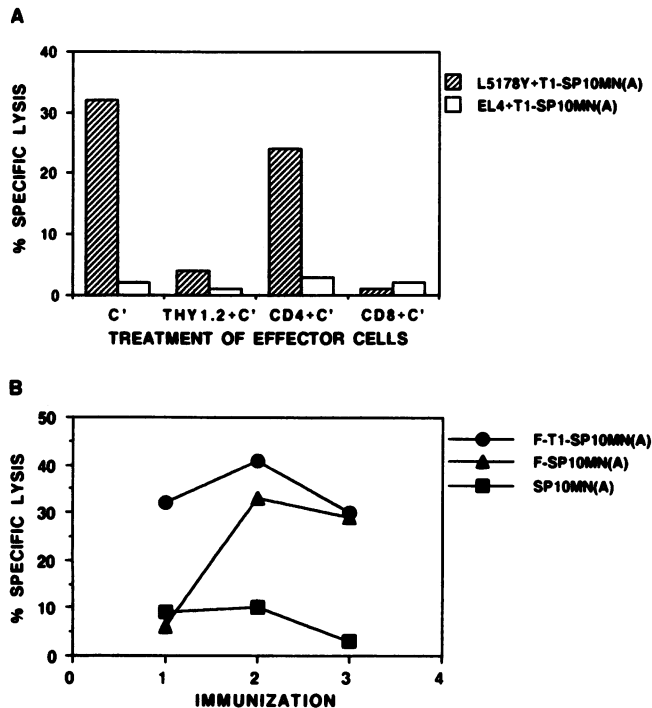 A
% SPECIFIC LYSIS
40
30
20
10
0
C' THY1.2+C' CD4+C' CD8+C'
TREATMENT OF EFFECTOR CELLS
L5178Y+T1-SP10MN(A)
EL4+T1-SP10MN(A)
B
% SPECIFIC LYSIS
50
40
30
20
10
0
0 1 2 3 4
IMMUNIZATION
F-T1-SP10MN(A)
F-SP10MN(A)
SP10MN(A)